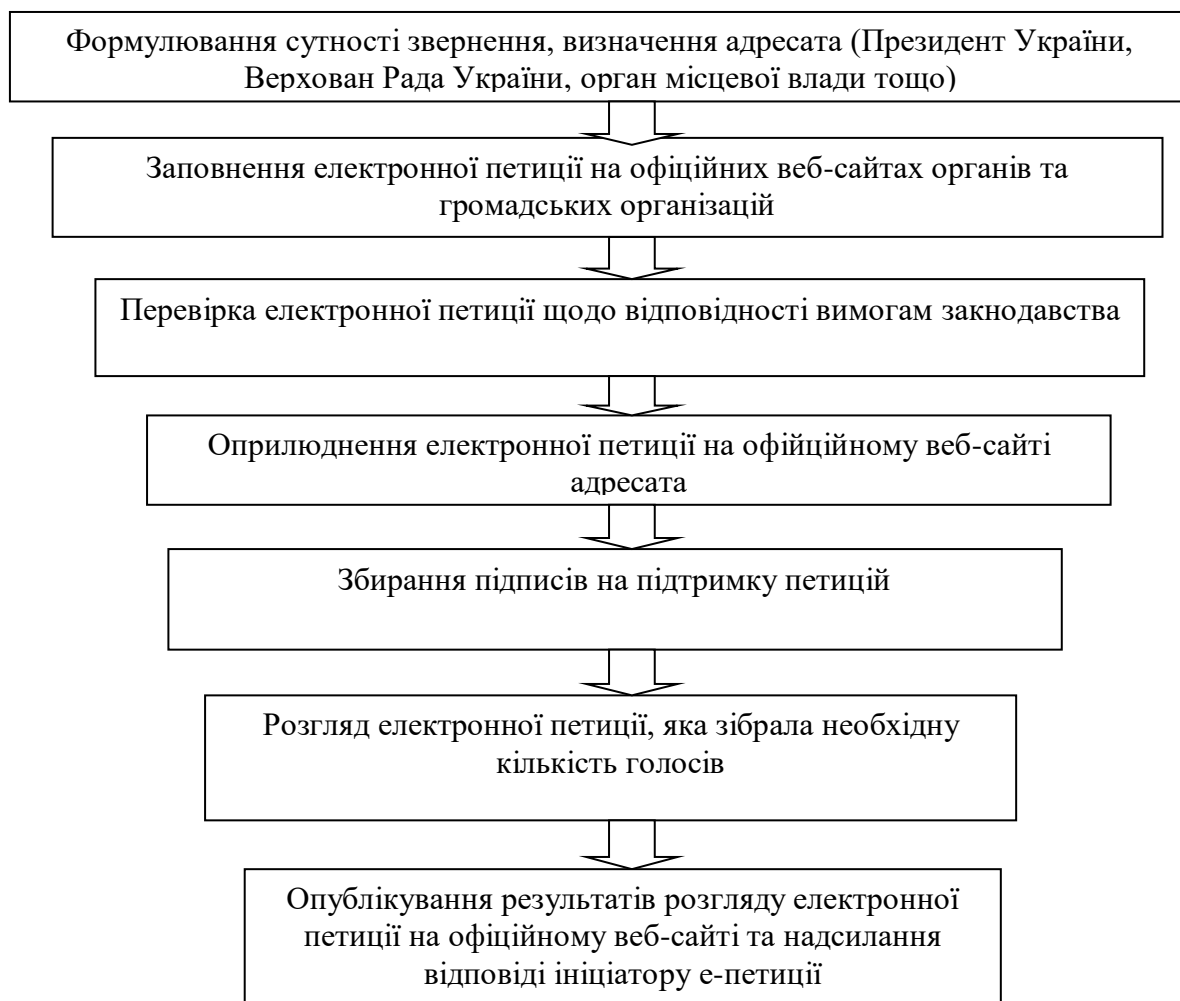 Формулювання сутності звернення, визначення адресата (Президент України,
Верхован Рада України, орган місцевої влади тощо)
Заповнення електронної петиції на офіційних веб-сайтах органів та
громадських організацій
Перевірка електронної петиції щодо відповідності вимогам закнодавства
Оприлюднення електронної петиції на офійційному веб-сайті
адресата
Збирання підписів на підтримку петицій
Розгляд електронної петиції, яка зібрала необхідну
кількість голосів
Опублікування результатів розгляду електронної
петиції на офіційному веб-сайті та надсилання
відповіді ініціатору е-петиції